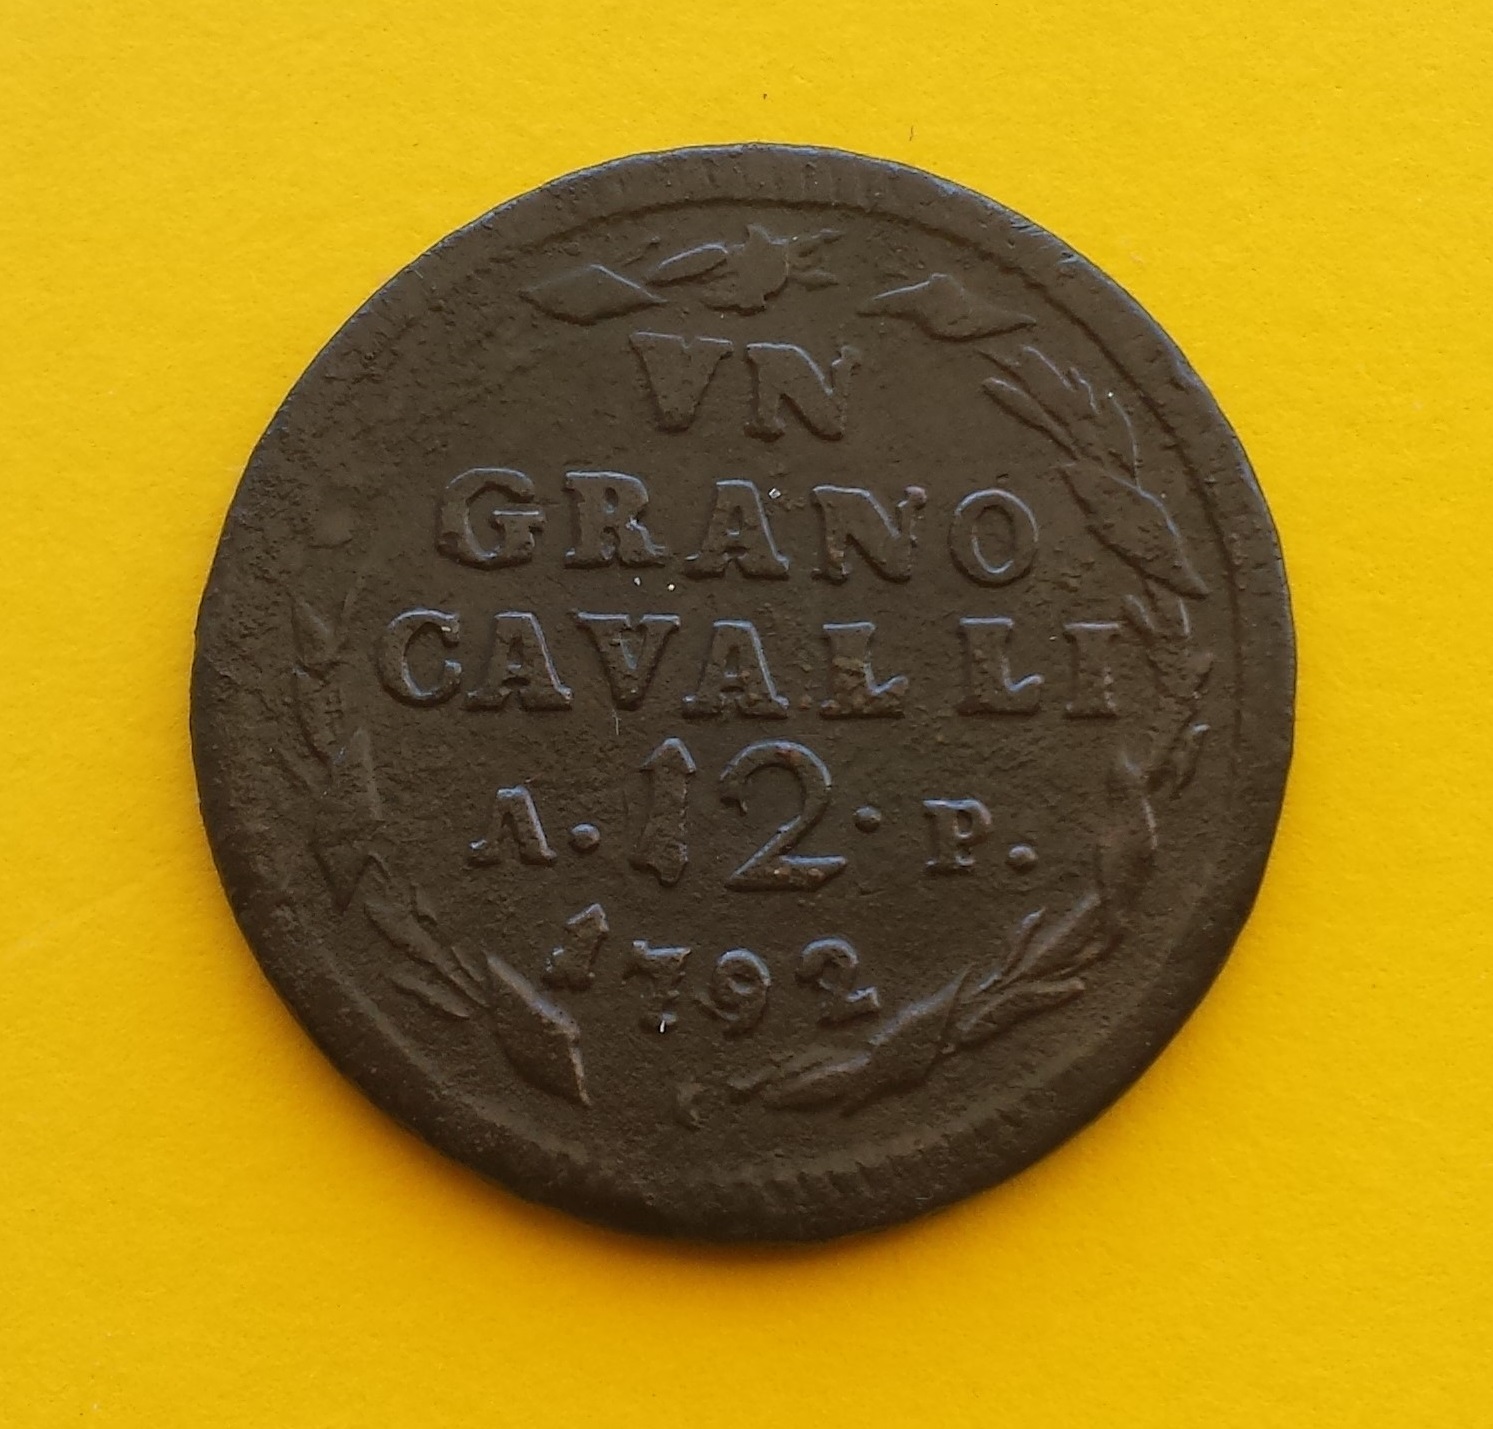 VN
GRANO
CAVALLI
A. 12. P.
1792